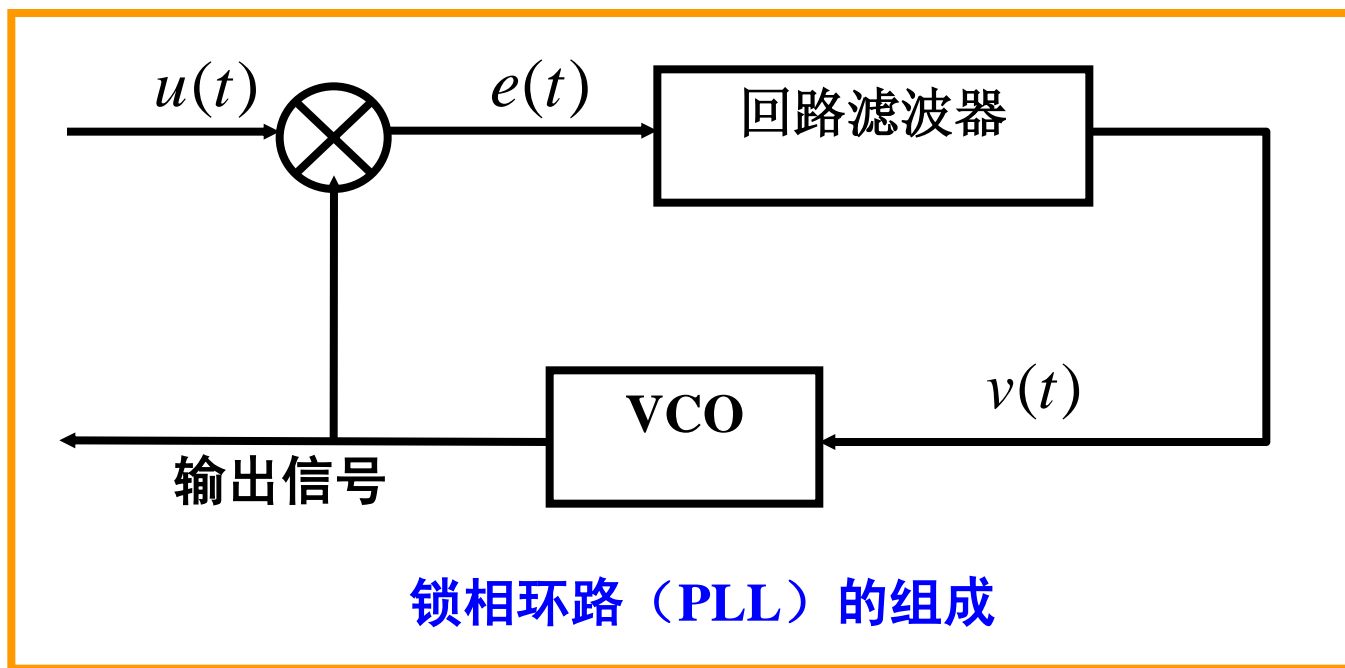 u(t)
e(t)
回路滤波器
VCO
v(t)
输出信号
锁相环路（PLL）的组成